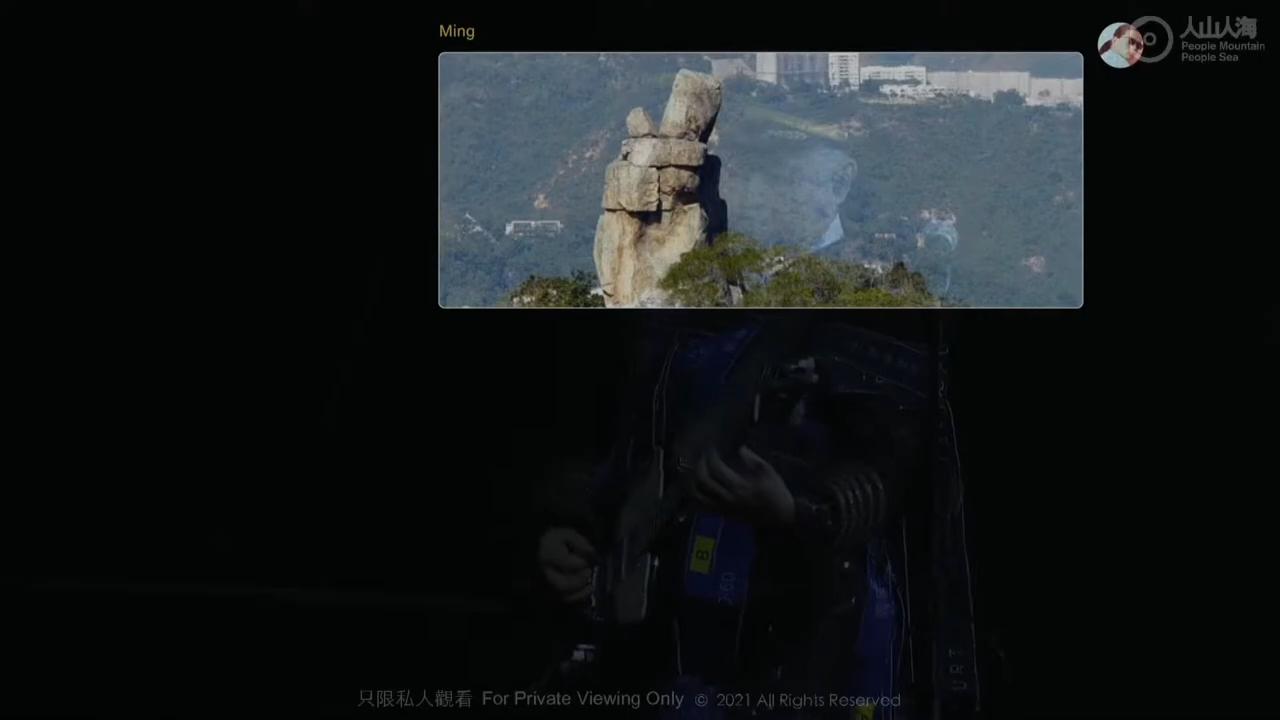 Ming
人山人海
People Mountain
People Sea
B
只限私人觀看 For Private Viewing Only © 2021 All Rights Reserved